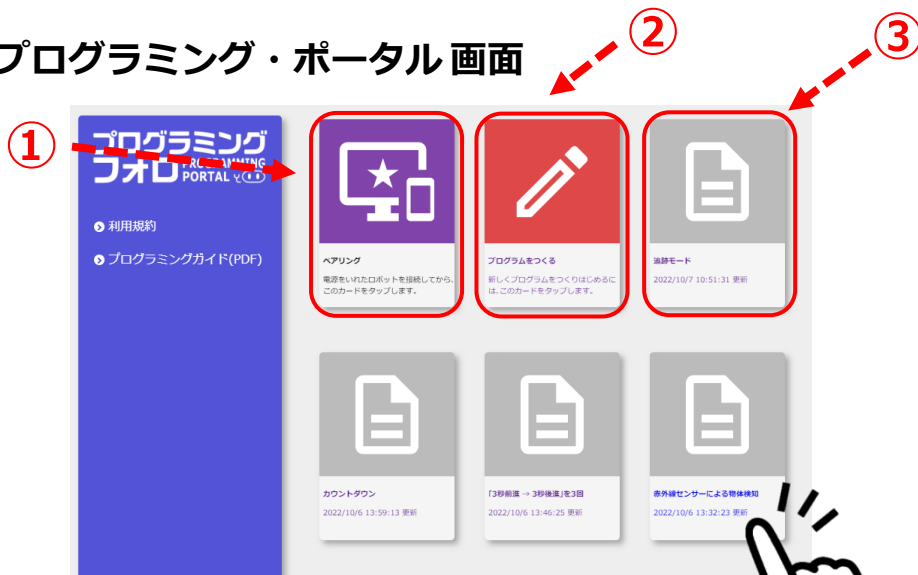 プログラミング・ポータル 画面
①
②
③
プログラミング
フォロ PROGRAMMING
PORTAL
利用規約
プログラミングガイド(PDF)
ペアリング
電源をいれたロボットを接続してから、
このカードをタップします。
プログラムをつくる
新しくプログラムをつくりはじめるに
は、このカードをタップします。
追跡モード
2022/10/7 10:51:31 更新
カウントダウン
2022/10/6 13:59:13 更新
「3秒前進 → 3秒後進」を3回
2022/10/6 13:46:25 更新
赤外線センサーによる物体検知
2022/10/6 13:32:23 更新